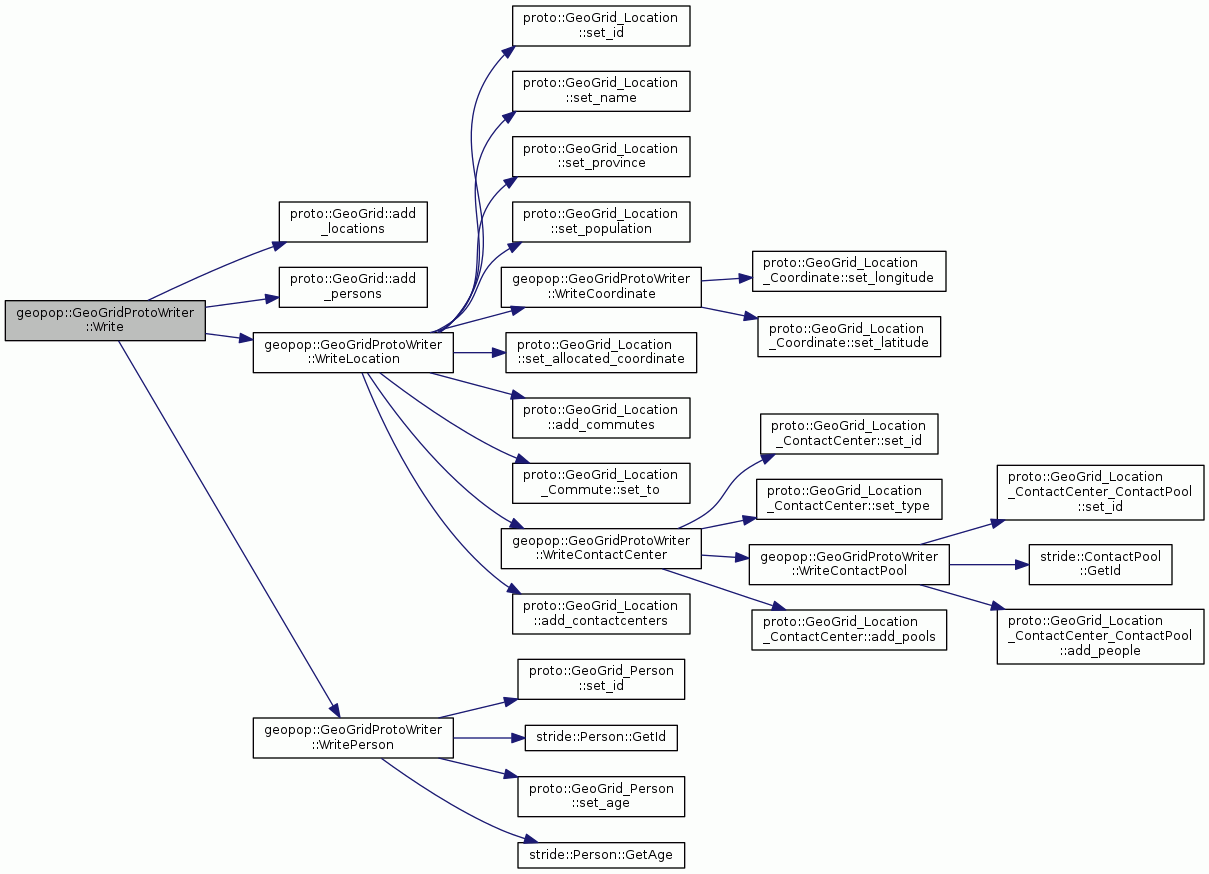 geopop::GeoGridProtoWriter
::Write
proto::GeoGrid::add
_locations
proto::GeoGrid::add
_persons
geopop::GeoGridProtoWriter
::WriteLocation
geopop::GeoGridProtoWriter
::WritePerson
proto::GeoGrid_Location
::set_id
proto::GeoGrid_Location
::set_name
proto::GeoGrid_Location
::set_province
proto::GeoGrid_Location
::set_population
geopop::GeoGridProtoWriter
::WriteCoordinate
proto::GeoGrid_Location
::set_allocated_coordinate
proto::GeoGrid_Location
::add_commutes
proto::GeoGrid_Location
_Commute::set_to
geopop::GeoGridProtoWriter
::WriteContactCenter
proto::GeoGrid_Location
::add_contactcenters
proto::GeoGrid_Person
::set_id
stride::Person::GetId
proto::GeoGrid_Person
::set_age
stride::Person::GetAge
proto::GeoGrid_Location
_Coordinate::set_longitude
proto::GeoGrid_Location
_Coordinate::set_latitude
proto::GeoGrid_Location
_ContactCenter::set_id
proto::GeoGrid_Location
_ContactCenter::set_type
geopop::GeoGridProtoWriter
::WriteContactPool
proto::GeoGrid_Location
_ContactCenter::add_pools
proto::GeoGrid_Location
_ContactCenter_ContactPool
::set_id
stride::ContactPool
::GetId
proto::GeoGrid_Location
_ContactCenter_ContactPool
::add_people